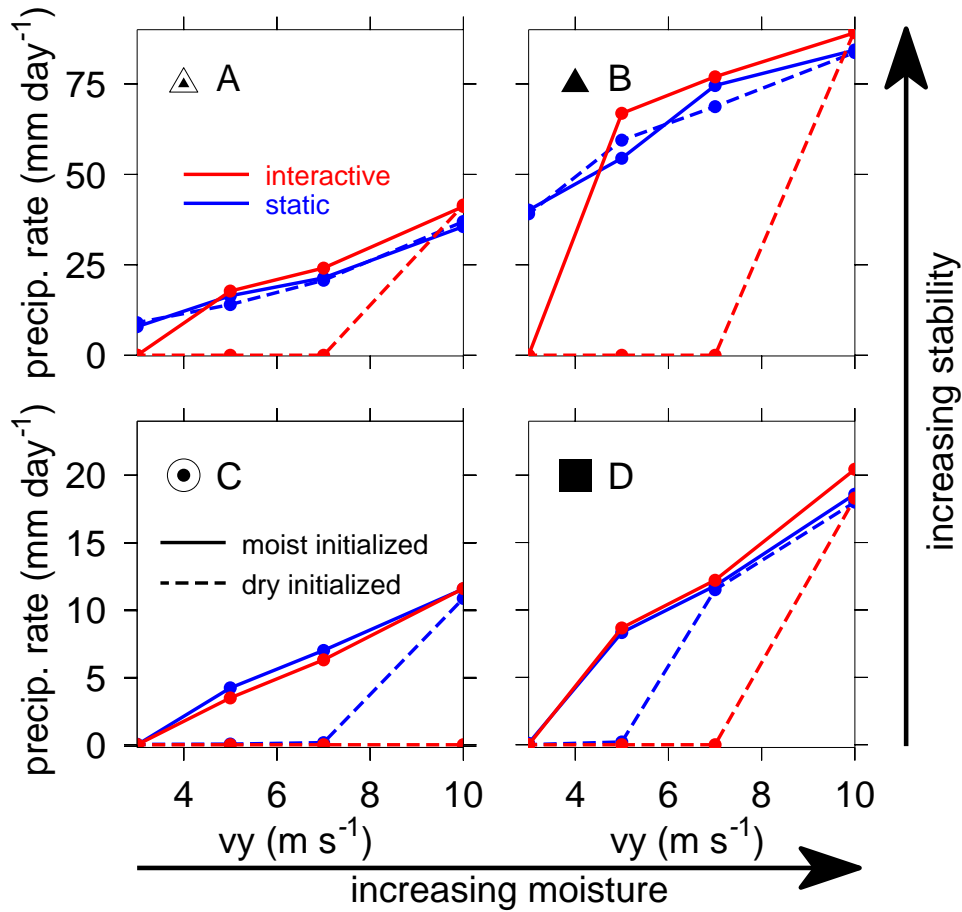 A
B
precip. rate (mm day⁻¹)
75
50
25
0
interactive
static
increasing stability
C
D
precip. rate (mm day⁻¹)
20
15
10
5
0
moist initialized
dry initialized
4 6 8 10
4 6 8 10
vy (m s⁻¹)
vy (m s⁻¹)
increasing moisture